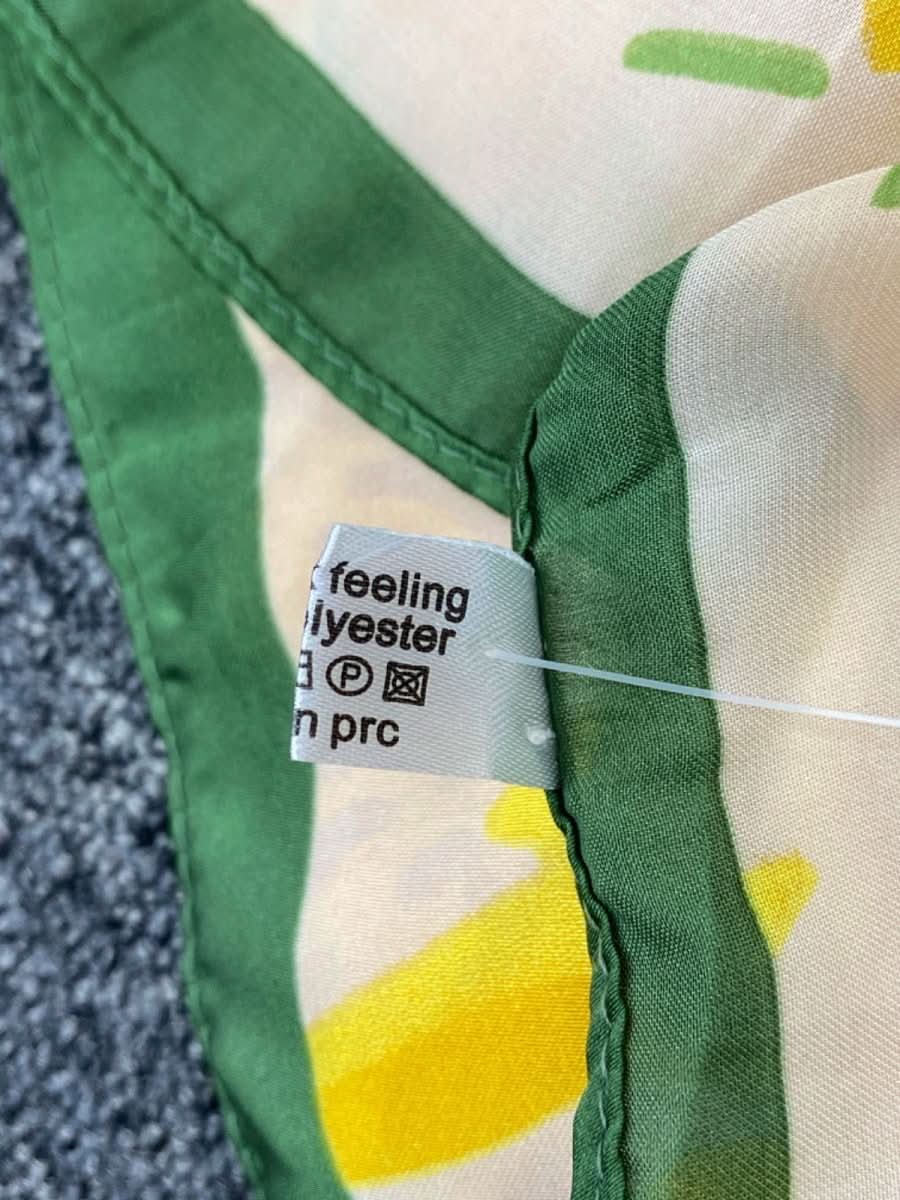 feeling
lyester
P
n prc